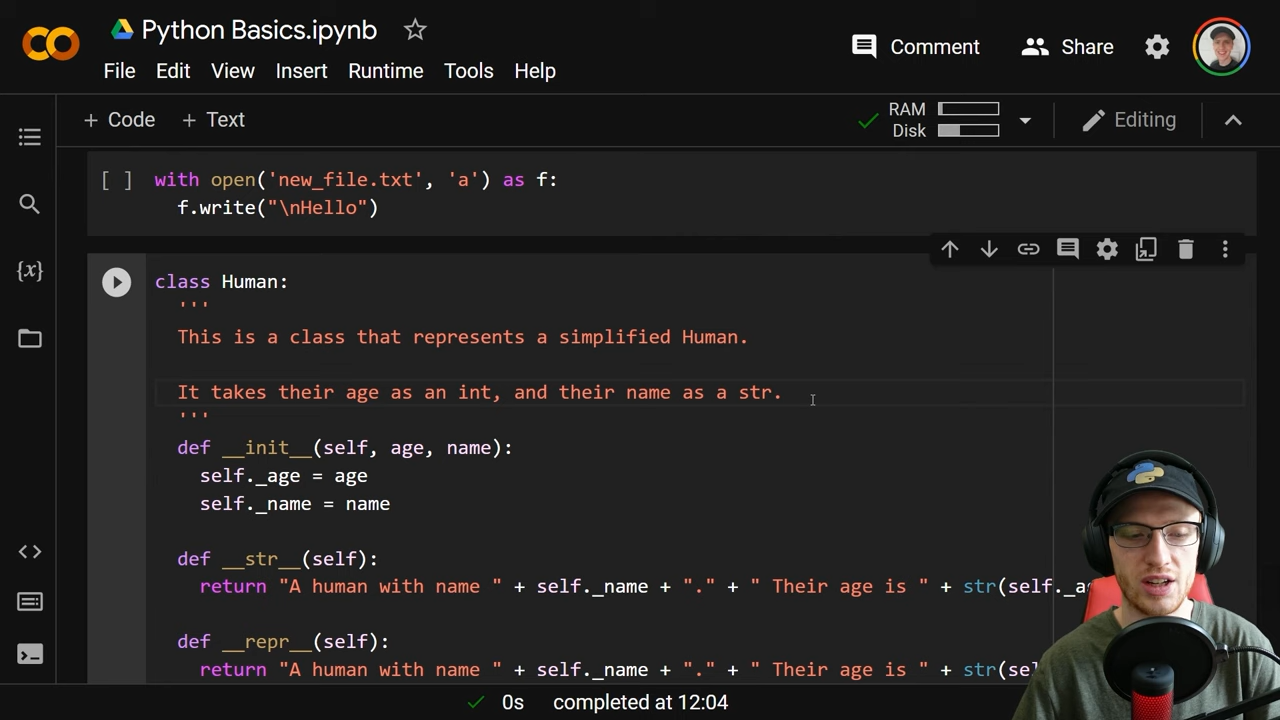 Python Basics.ipynb
File Edit View Insert Runtime Tools Help
Comment Share
+ Code + Text
RAM
Disk
Editing
[ ] with open('new_file.txt', 'a') as f:
f.write("\nHello")
class Human:
'''
This is a class that represents a simplified Human.
It takes their age as an int, and their name as a str.
'''
def __init__(self, age, name):
self._age = age
self._name = name
def __str__(self):
return "A human with name " + self._name + "." + " Their age is " + str(self._a
def __repr__(self):
return "A human with name " + self._name + "." + " Their age is " + str(se
{x}
0s completed at 12:04